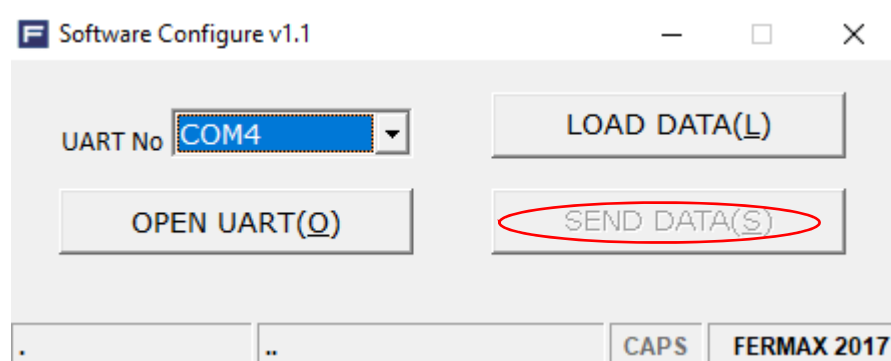 F Software Configure v1.1
UART No COM4
LOAD DATA(L)
OPEN UART(O)
SEND DATA(S)
. .. CAPS FERMAX 2017